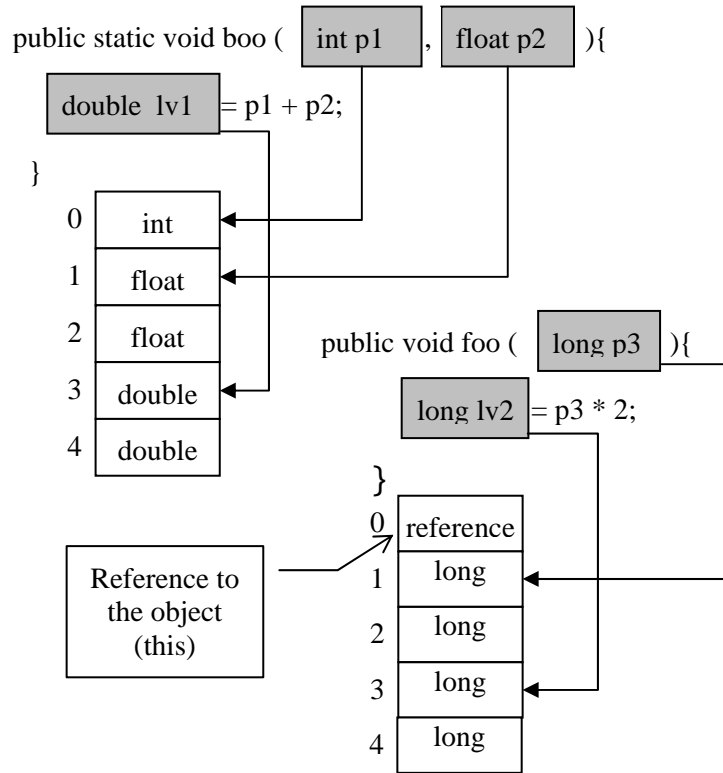 public static void boo ( int p1 , float p2 ){
double lv1 = p1 + p2;
}
0 int
1 float
2 float
3 double
4 double
public void foo ( long p3 ){
long lv2 = p3 * 2;
}
0 reference
1 long
2 long
3 long
4 long
Reference to
the object
(this)